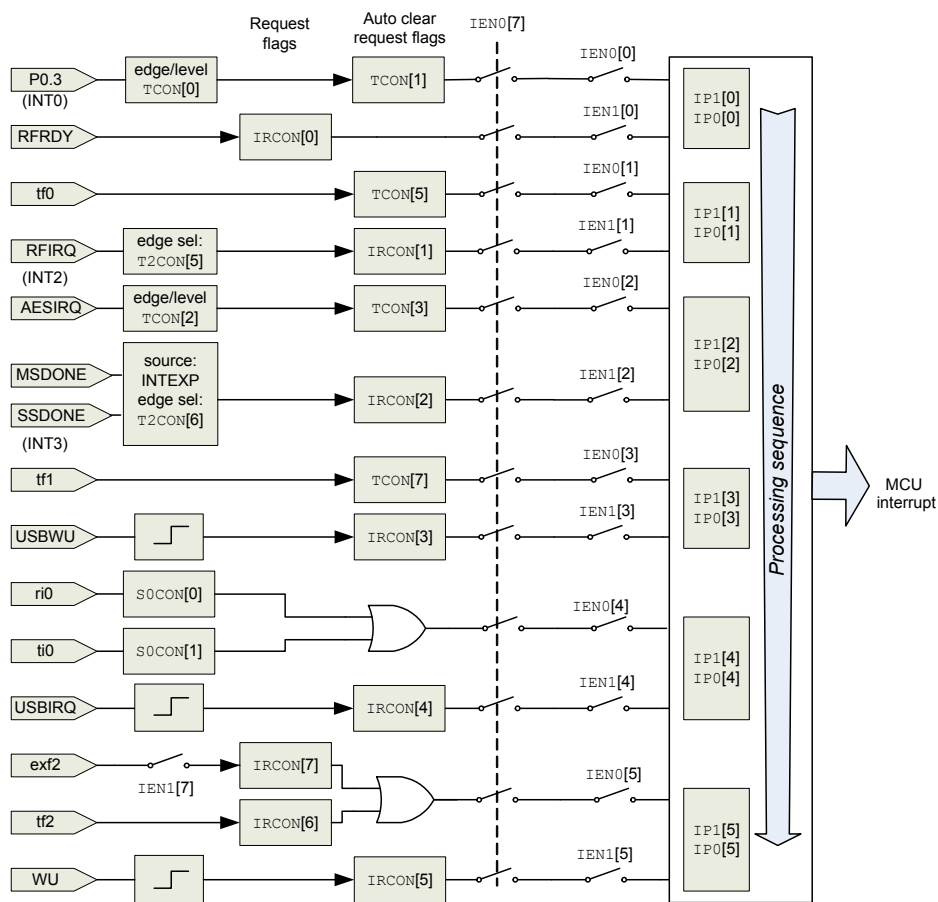 Request
flags
Auto clear
request flags
IEN0[7]
P0.3
(INT0)
edge/level
TCON[0]
TCON[1]
IEN0[0]
IP1[0]
IP0[0]
RFRDY
IRCON[0]
IEN1[0]
tf0
TCON[5]
IEN0[1]
IP1[1]
IP0[1]
RFIRQ
(INT2)
edge sel:
T2CON[5]
IRCON[1]
IEN1[1]
AESIRQ
edge/level
TCON[2]
TCON[3]
IEN0[2]
IP1[2]
IP0[2]
MSDONE
SSDONE
(INT3)
source:
INTEXP
edge sel:
T2CON[6]
IRCON[2]
IEN1[2]
tf1
TCON[7]
IEN0[3]
IP1[3]
IP0[3]
USBWU
IRCON[3]
IEN1[3]
ri0
S0CON[0]
IEN0[4]
ti0
S0CON[1]
IP1[4]
IP0[4]
USBIRQ
IRCON[4]
IEN1[4]
exf2
IEN1[7]
IRCON[7]
IEN0[5]
tf2
IRCON[6]
IP1[5]
IP0[5]
WU
IRCON[5]
IEN1[5]
Processing sequence
MCU
interrupt